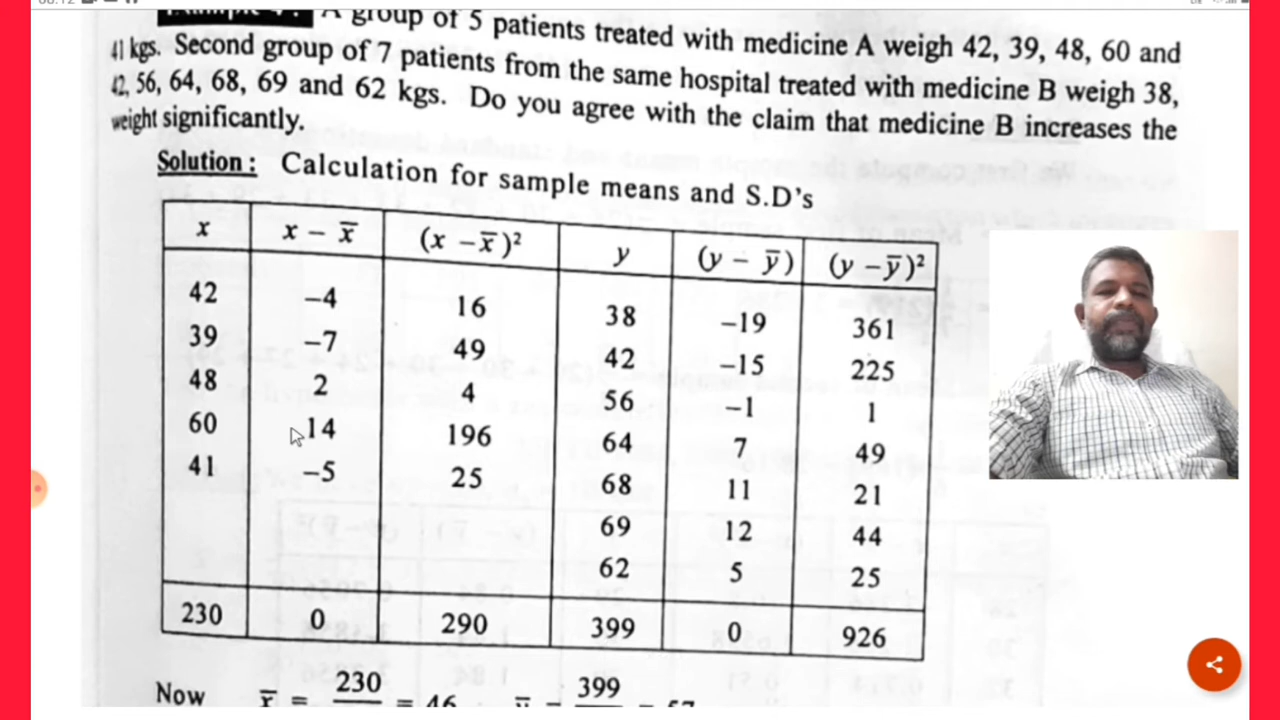 A group of 5 patients treated with medicine A weigh 42, 39, 48, 60 and
41 kgs. Second group of 7 patients from the same hospital treated with medicine B weigh 38,
42, 56, 64, 68, 69 and 62 kgs. Do you agree with the claim that medicine B increases the
weight significantly.
Solution : Calculation for sample means and S.D's
x x − x̄ (x − x̄)² y (y − ȳ) (y − ȳ)²
42 −4 16 38 −19 361
39 −7 49 42 −15 225
48 2 4 56 −1 1
60 14 196 64 7 49
41 −5 25 68 11 21
69 12 44
62 5 25
230 0 290 399 0 926
Now x̄ = 230 = 46 ȳ = 399 = 57